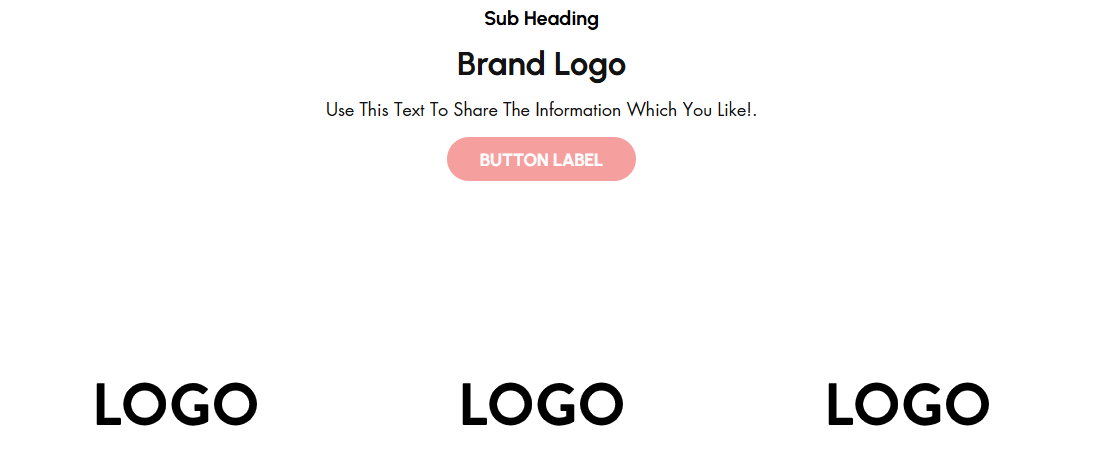 Sub Heading
Brand Logo
Use This Text To Share The Information Which You Like!.
BUTTON LABEL
LOGO LOGO LOGO